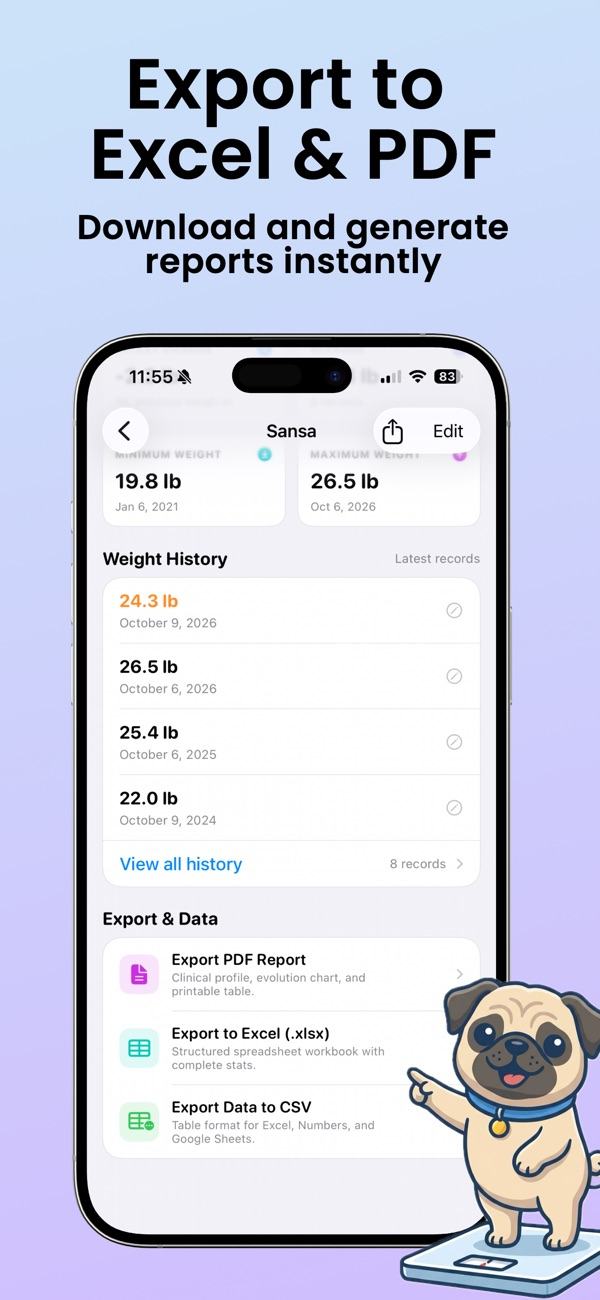 Export to
Excel & PDF
Download and generate
reports instantly
11:55
83
Sansa
Edit
MINIMUM WEIGHT
MAXIMUM WEIGHT
19.8 lb
26.5 lb
Jan 6, 2021
Oct 6, 2026
Weight History
Latest records
24.3 lb
October 9, 2026
26.5 lb
October 6, 2026
25.4 lb
October 6, 2025
22.0 lb
October 9, 2024
View all history
8 records
Export & Data
Export PDF Report
Clinical profile, evolution chart, and
printable table.
Export to Excel (.xlsx)
Structured spreadsheet workbook with
complete stats.
Export Data to CSV
Table format for Excel, Numbers, and
Google Sheets.